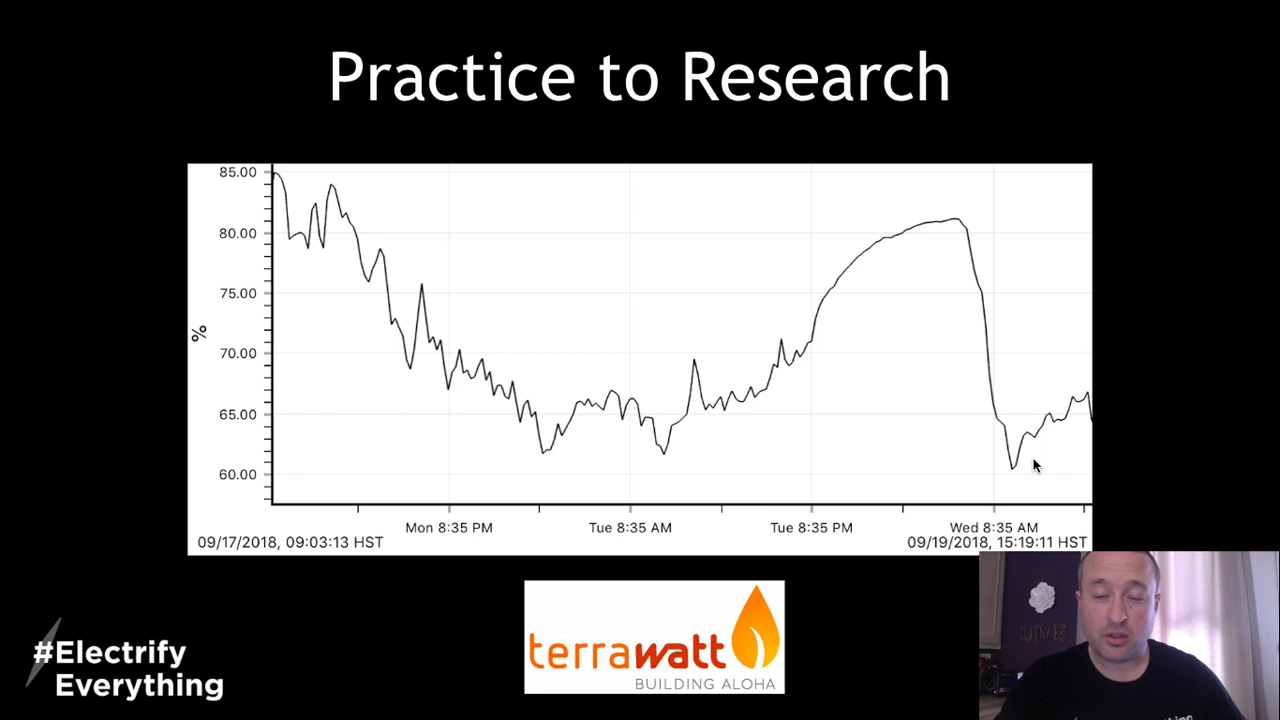 Practice to Research
85.00
80.00
75.00
70.00
65.00
60.00
%
Mon 8:35 PM
Tue 8:35 AM
Tue 8:35 PM
Wed 8:35 AM
09/17/2018, 09:03:13 HST
09/19/2018, 15:19:11 HST
#Electrify
Everything
terrawatt
BUILDING ALOHA
LOVE